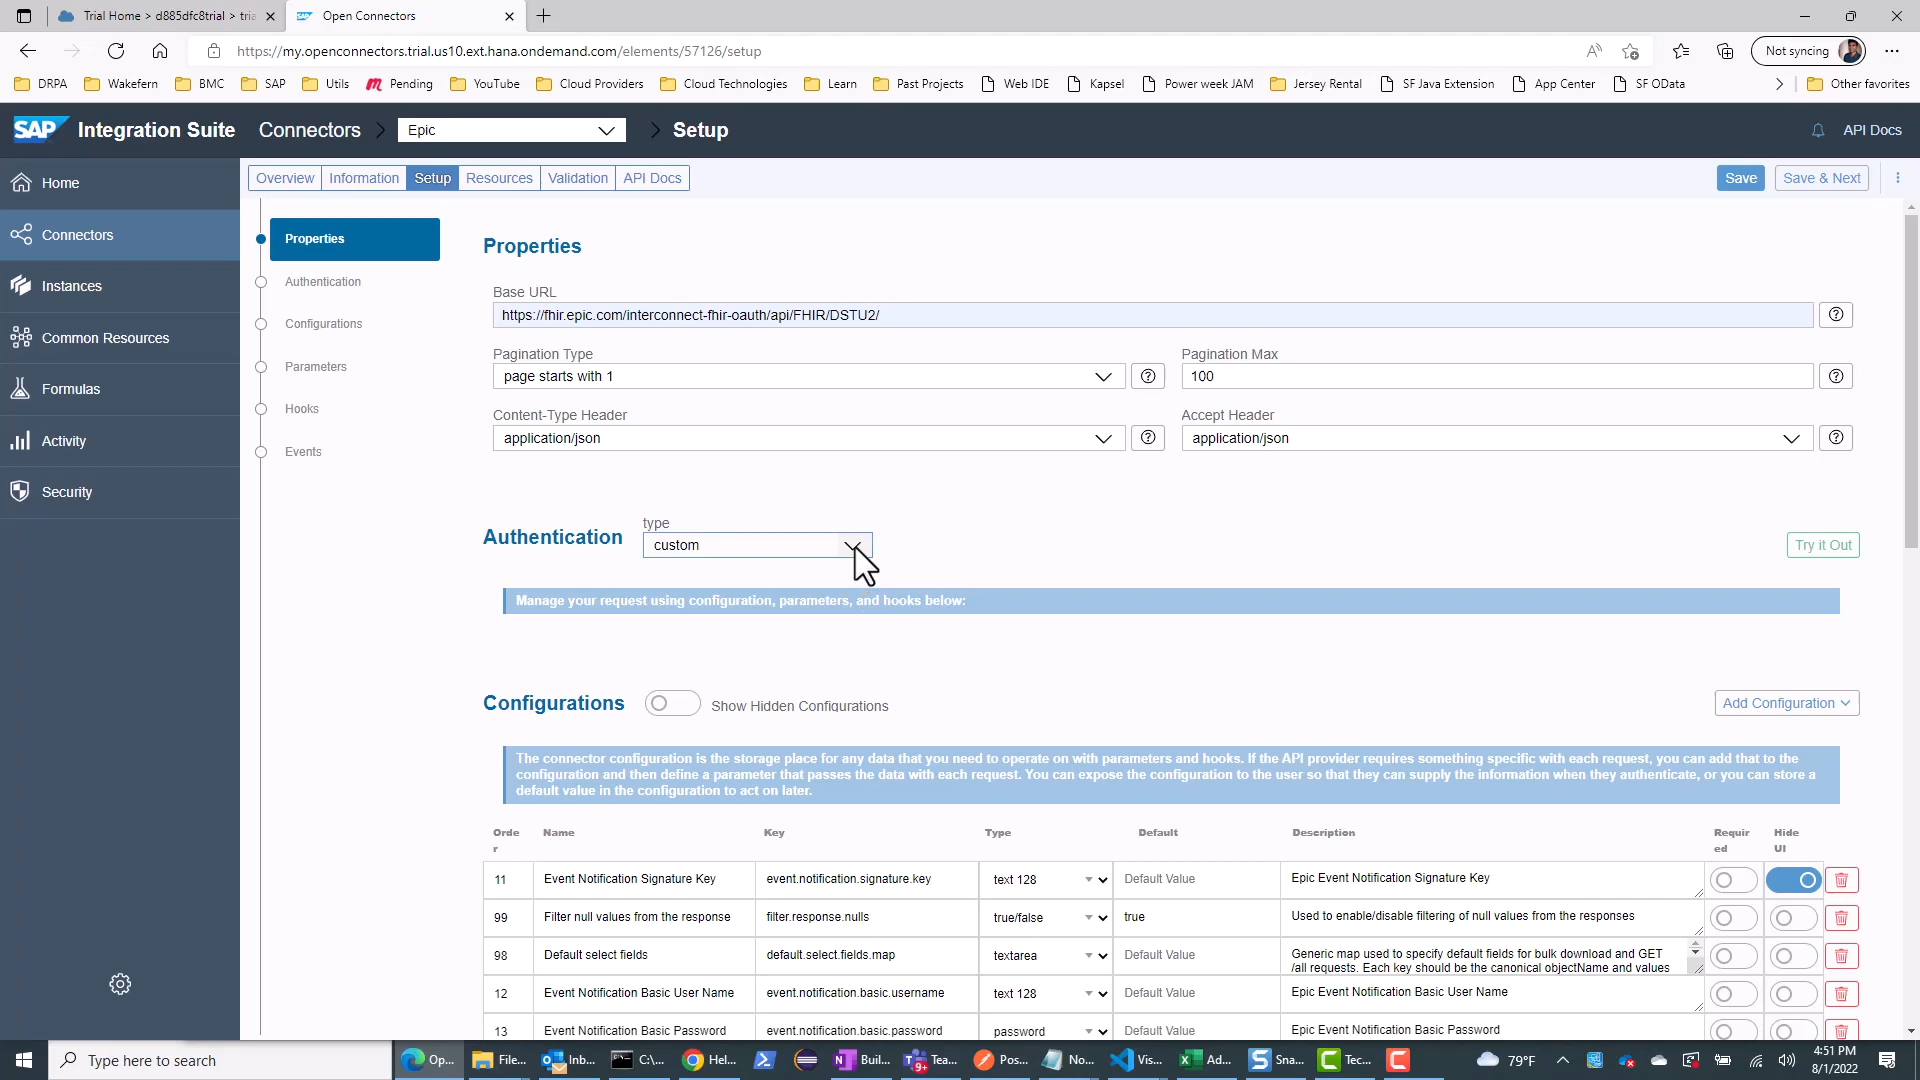 Trial Home > d885dfc8trial > tria
Open Connectors
https://my.openconnectors.trial.us10.ext.hana.ondemand.com/elements/57126/setup
Not syncing
DRPA
Wakefern
BMC
SAP
Utils
Pending
YouTube
Cloud Providers
Cloud Technologies
Learn
Past Projects
Web IDE
Kapsel
Power week JAM
Jersey Rental
SF Java Extension
App Center
SF OData
Other favorites
SAP Integration Suite
Connectors
Epic
Setup
API Docs
Home
Connectors
Instances
Common Resources
Formulas
Activity
Security
Overview
Information
Setup
Resources
Validation
API Docs
Save
Save & Next
Properties
Authentication
Configurations
Parameters
Hooks
Events
Properties
Base URL
https://fhir.epic.com/interconnect-fhir-oauth/api/FHIR/DSTU2/
Pagination Type
page starts with 1
Pagination Max
100
Content-Type Header
application/json
Accept Header
application/json
Authentication
type
custom
Try it Out
Manage your request using configuration, parameters, and hooks below:
Configurations
Show Hidden Configurations
Add Configuration
The connector configuration is the storage place for any data that you need to operate on with parameters and hooks. If the API provider requires something specific with each request, you can add that to the
configuration and then define a parameter that passes the data with each request. You can expose the configuration to the user so that they can supply the information when they authenticate, or you can store a
default value in the configuration to act on later.
Orde
r
Name
Key
Type
Default
Description
Requir
ed
Hide
UI
11 Event Notification Signature Key event.notification.signature.key text 128 Default Value Epic Event Notification Signature Key
99 Filter null values from the response filter.response.nulls true/false true Used to enable/disable filtering of null values from the responses
98 Default select fields default.select.fields.map textarea Default Value Generic map used to specify default fields for bulk download and GET
/all requests. Each key should be the canonical objectName and values
12 Event Notification Basic User Name event.notification.basic.username text 128 Default Value Epic Event Notification Basic User Name
13 Event Notification Basic Password event.notification.basic.password password Default Value Epic Event Notification Basic Password
Type here to search
Op...
File...
Inb...
C:\...
Hel...
Buil...
9+
Tea...
Pos...
No...
Vis...
Ad...
Sna...
Tec...
79°F
4:51 PM
8/1/2022